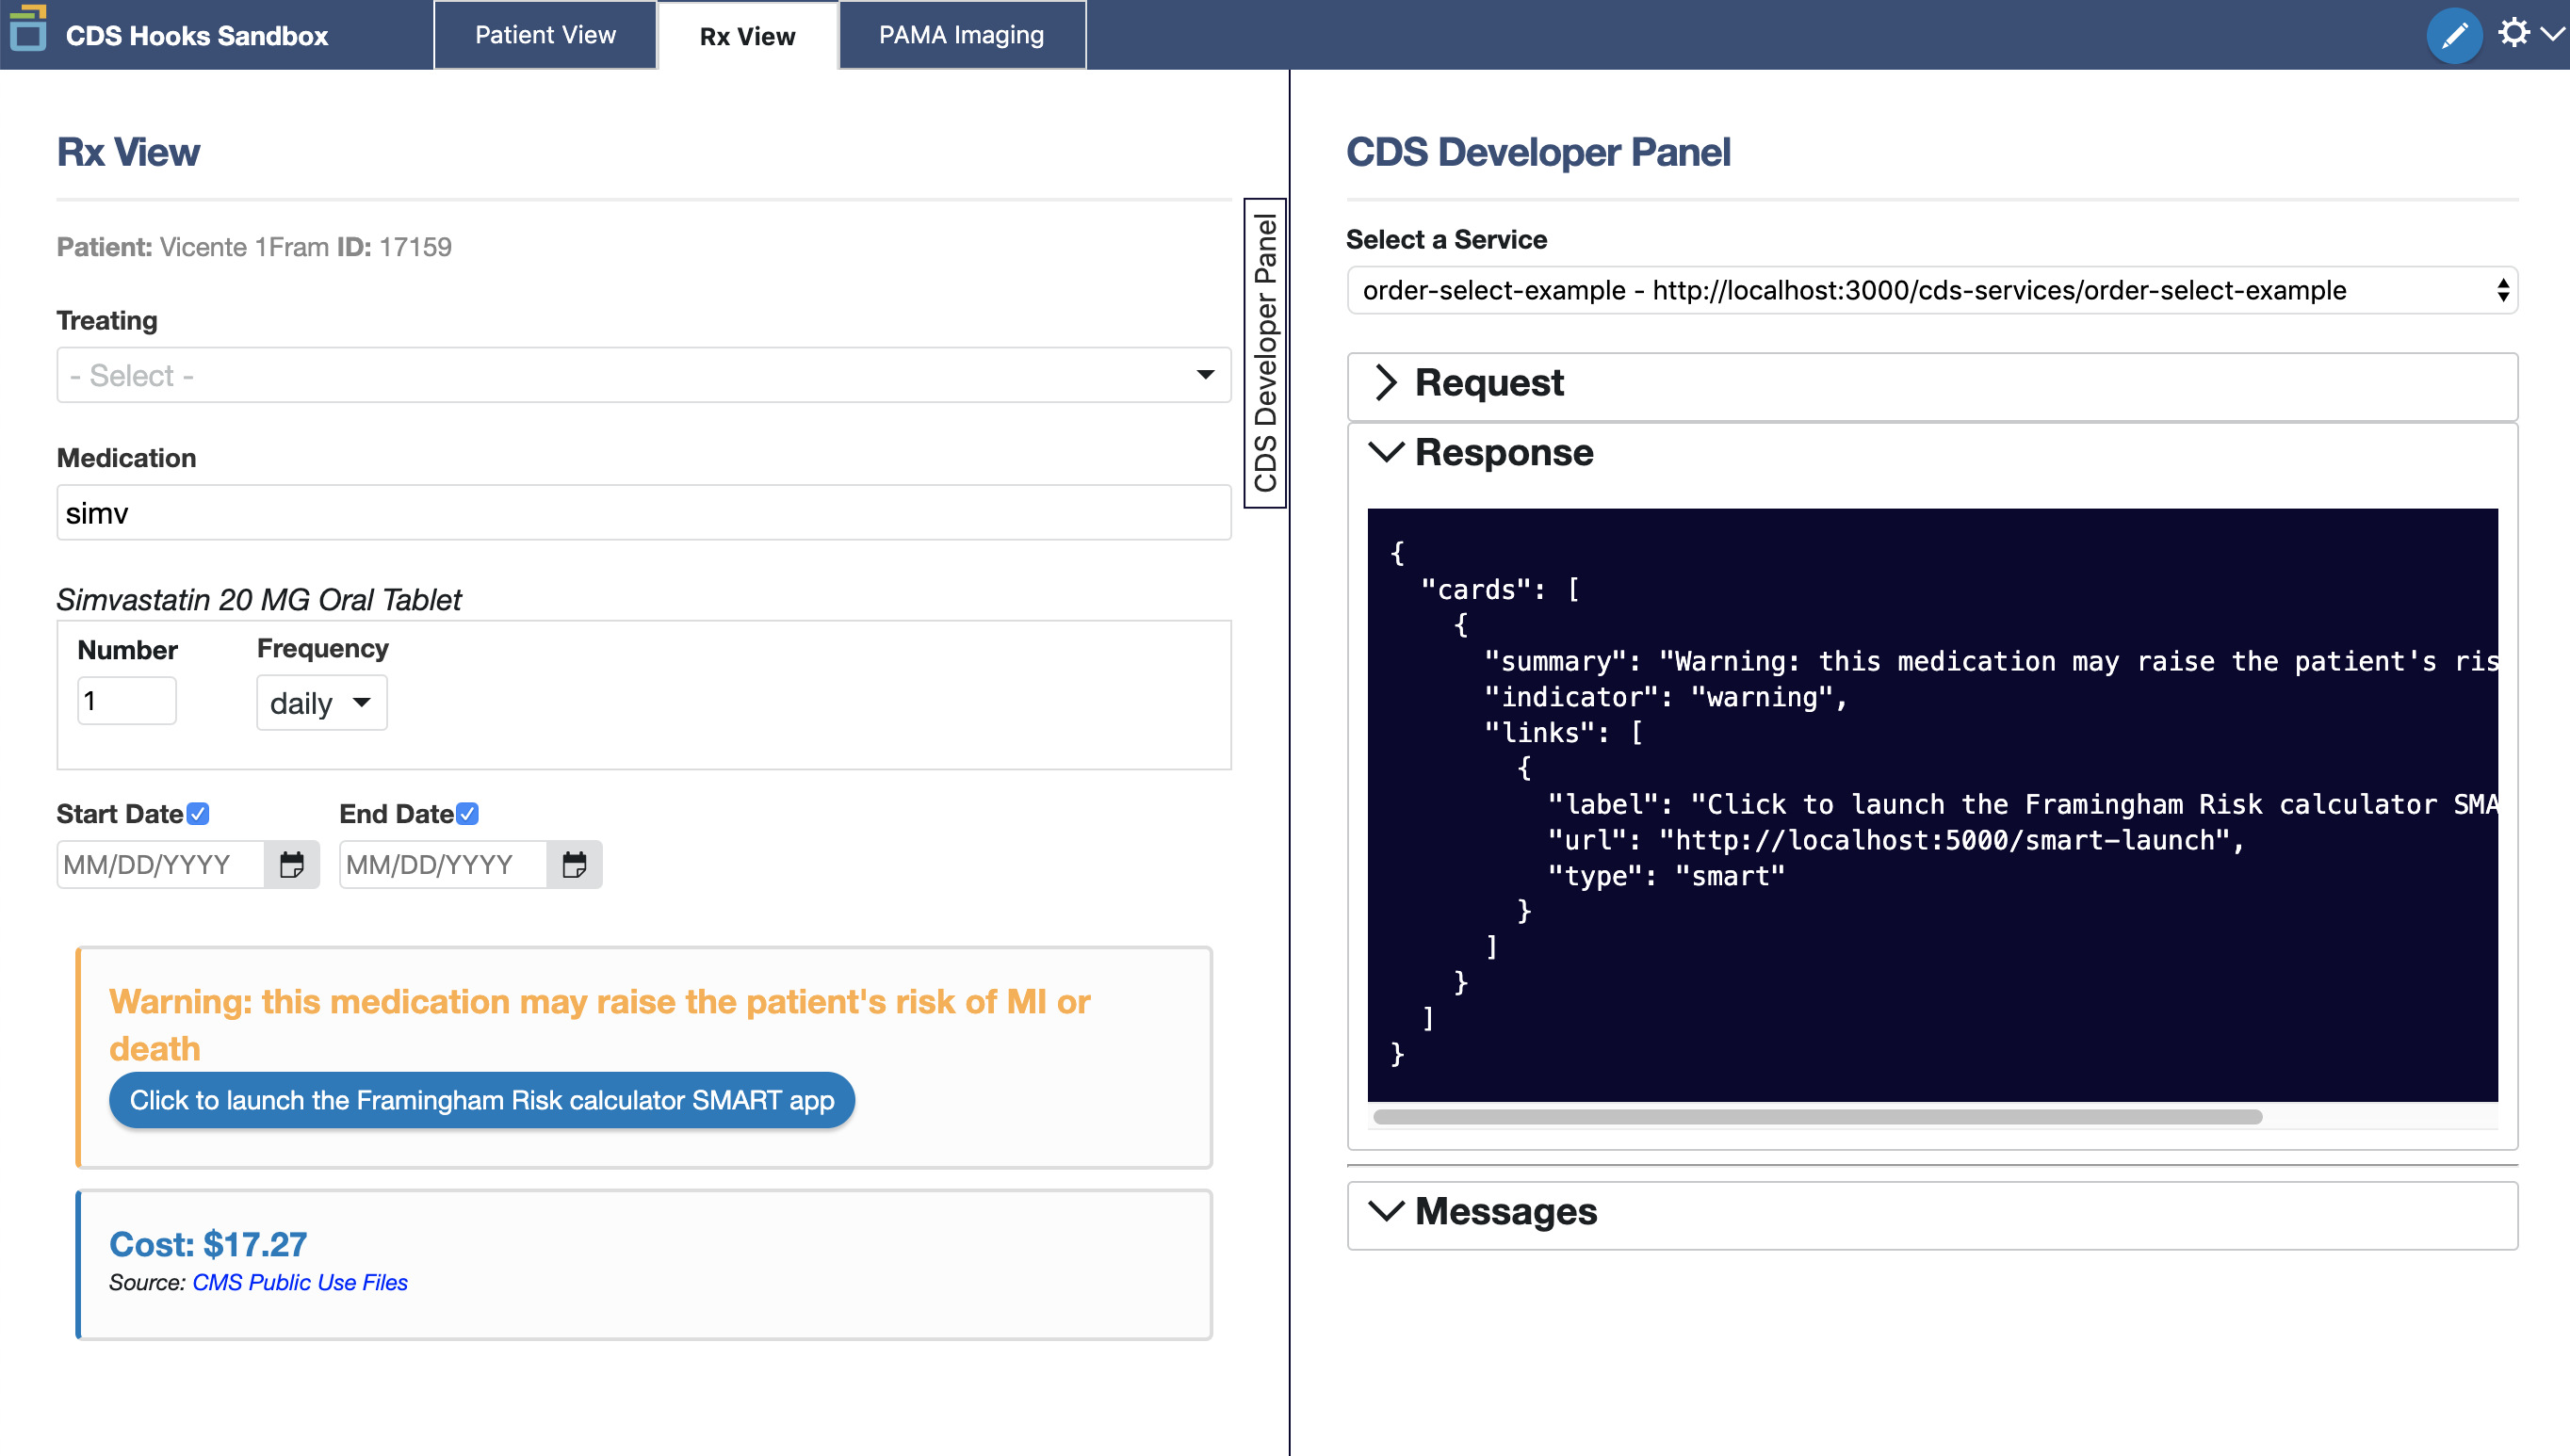 CDS Hooks Sandbox
Patient View
Rx View
PAMA Imaging
Rx View
Patient: Vicente 1Fram ID: 17159
Treating
- Select -
Medication
simv
Simvastatin 20 MG Oral Tablet
Number
Frequency
1
daily
Start Date
End Date
MM/DD/YYYY
MM/DD/YYYY
Warning: this medication may raise the patient's risk of MI or
death
Click to launch the Framingham Risk calculator SMART app
Cost: $17.27
Source: CMS Public Use Files
CDS Developer Panel
CDS Developer Panel
Select a Service
order-select-example - http://localhost:3000/cds-services/order-select-example
Request
Response
{
"cards": [
{
"summary": "Warning: this medication may raise the patient's ris
"indicator": "warning",
"links": [
{
"label": "Click to launch the Framingham Risk calculator SMA
"url": "http://localhost:5000/smart-launch",
"type": "smart"
}
]
}
]
}
Messages